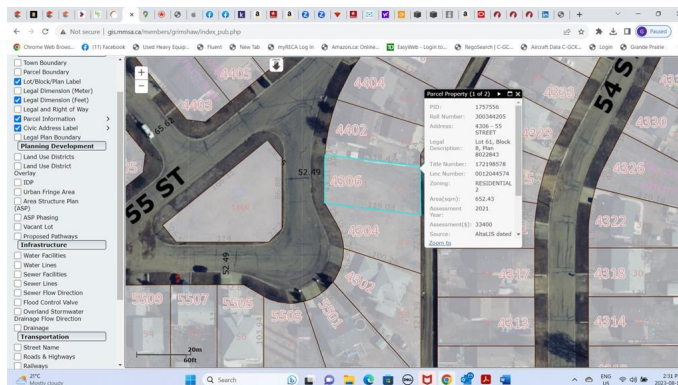 Not secure | gis.mmsa.ca/members/grimshaw/index_pub.php
Paused
Chrome Web Brows...
(11) Facebook
Used Heavy Equip...
Fluent
New Tab
myRICA Log In
Amazon.ca: Online...
EasyWeb - Login to...
RegoSearch | C-GC...
Aircraft Data C-GCX...
Login
Grande Prairie
Town Boundary
Parcel Boundary
Lot/Block/Plan Label
Legal Dimension (Meter)
Legal Dimension (Feet)
Legal and Right of Way
Parcel Information
Civic Address Label
Legal Plan Boundary
Planning Development
Land Use Districts
Land Use District
Overlay
IDP
Urban Fringe Area
Area Structure Plan
(ASP)
ASP Phasing
Vacant Lot
Proposed Pathways
Infrastructure
Water Facilities
Water Lines
Sewer Facilities
Sewer Lines
Sewer Flow Direction
Flood Control Valve
Overland Stormwater
Drainage Flow Direction
Drainage
Transportation
Street Name
Roads & Highways
Railways
+
−
4405
4404
4403
65.62
4402
52.49
4306
55 ST
4304
52.49
4302
5509
5507
5505
5503
5501
20m
60ft
54 S
4330
4326
4322
4312
4318
4313
4314
Parcel Property (1 of 2)
PID: 1757556
Roll Number: 300344205
Address: 4306 - 55
STREET
Legal Description: Lot 61, Block
8, Plan
8022843
Title Number: 172198578
Linc Number: 0012044574
Zoning: RESIDENTIAL
2
Area(sqm): 652.43
Assessment Year: 2021
Assessment($): 33400
Source: AltaLIS dated
Zoom to
21°C
Mostly cloudy
Search
ENG
US
2:31 P
2023-08-